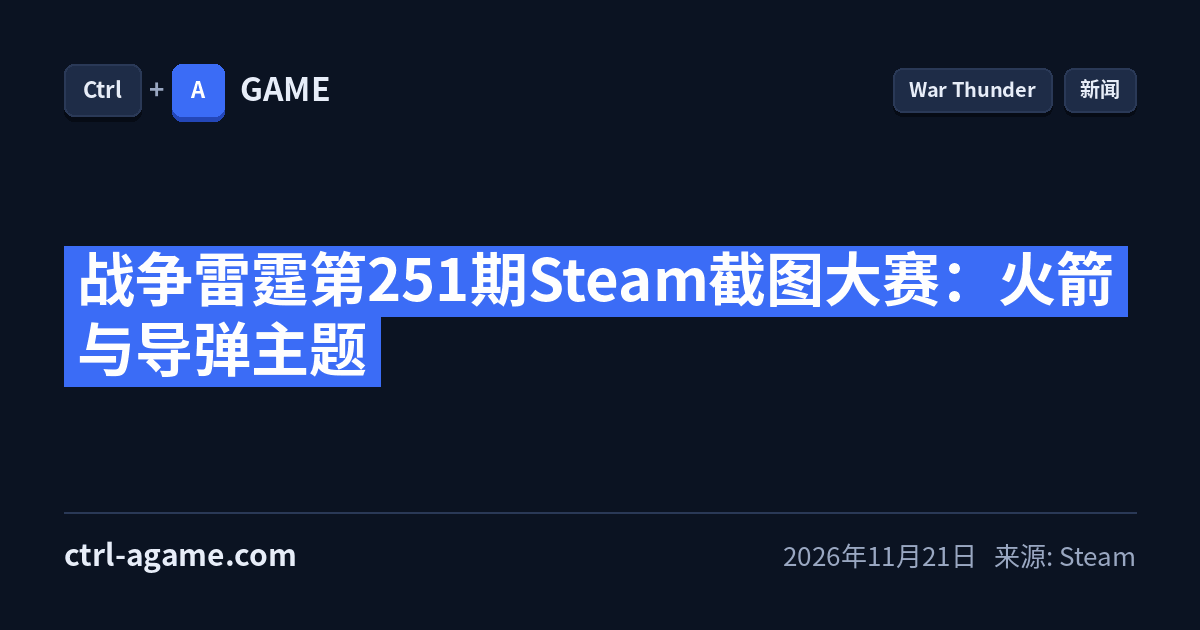 Ctrl + A GAME
War Thunder 新闻
战争雷霆第251期Steam截图大赛：火箭
与导弹主题
ctrl-agame.com
2026年11月21日 来源: Steam